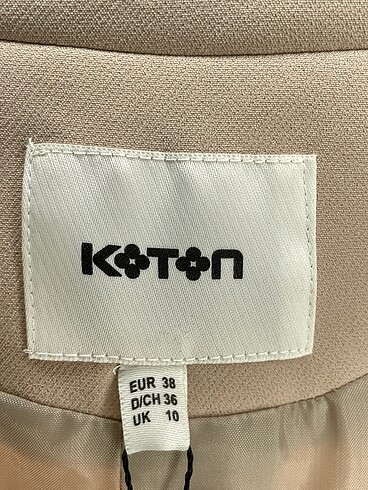 KOTON
EUR 38
D/CH 36
UK 10